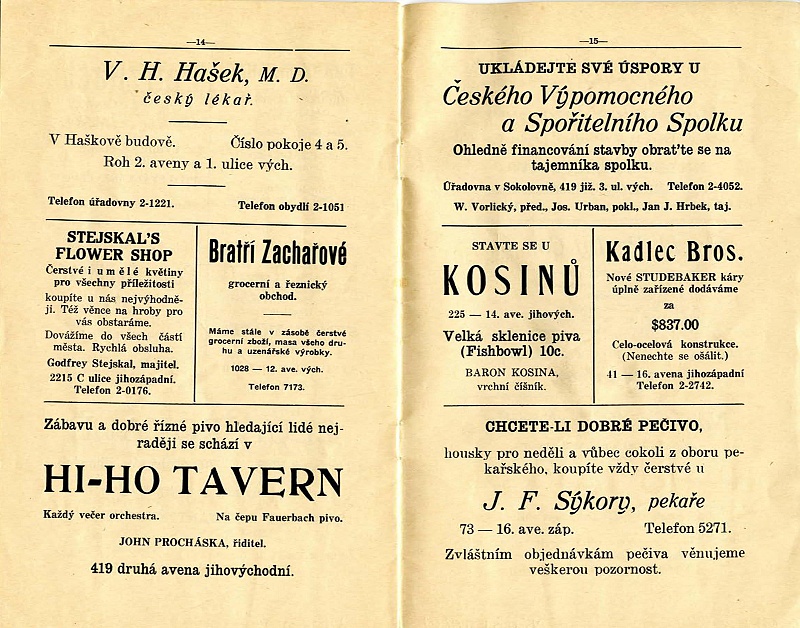 —14—
V. H. Hašek, M. D.
český lékař.
V Haškově budově. Číslo pokoje 4 a 5.
Roh 2. aveny a 1. ulice vých.
Telefon úřadovny 2-1221. Telefon obydlí 2-1051
STEJSKAL'S
FLOWER SHOP
Čerstvé i umělé květiny
pro všechny příležitosti
koupíte u nás nejvýhodně-
ji. Též věnce na hroby pro
vás obstaráme.
Dovážíme do všech částí
města. Rychlá obsluha.
Godfrey Stejskal, majitel.
2215 C ulice jihozápadní.
Telefon 2-0176.
Bratří Zachařové
grocerní a řeznický
obchod.
Máme stále v zásobě čerstvé
grocerní zboží, masa všeho dru-
hu a uzenářské výrobky.
1028 — 12. ave. vých.
Telefon 7173.
Zábavu a dobré řízné pivo hledající lidé nej-
raději se schází v
HI-HO TAVERN
Každý večer orchestra. Na čepu Fauerbach pivo.
JOHN PROCHÁSKA, řiditel.
419 druhá avena jihovýchodní.
—15—
UKLÁDEJTE SVÉ ÚSPORY U
Českého Výpomocného
a Spořitelního Spolku
Ohledně financování stavby obrat'te se na
tajemníka spolku.
Úřadovna v Sokolovně, 419 již. 3. ul. vých. Telefon 2-4052.
W. Vorlický, před., Jos. Urban, pokl., Jan J. Hrbek, taj.
STAVTE SE U
KOSINŮ
225 — 14. ave. jihových.
Velká sklenice piva
(Fishbowl) 10c.
BARON KOSINA,
vrchní číšník.
Kadlec Bros.
Nové STUDEBAKER káry
úplně zařízené dodáváme
za
$837.00
Celo-ocelová konstrukce.
(Nenechte se ošálit.)
41 — 16. avena jihozápadní
Telefon 2-2742.
CHCETE-LI DOBRÉ PEČIVO,
housky pro neděli a vůbec cokoli z oboru pe-
kařského, koupíte vždy čerstvé u
J. F. Sýkory, pekaře
73 — 16. ave. záp. Telefon 5271.
Zvláštním objednávkám pečiva věnujeme
veškerou pozornost.